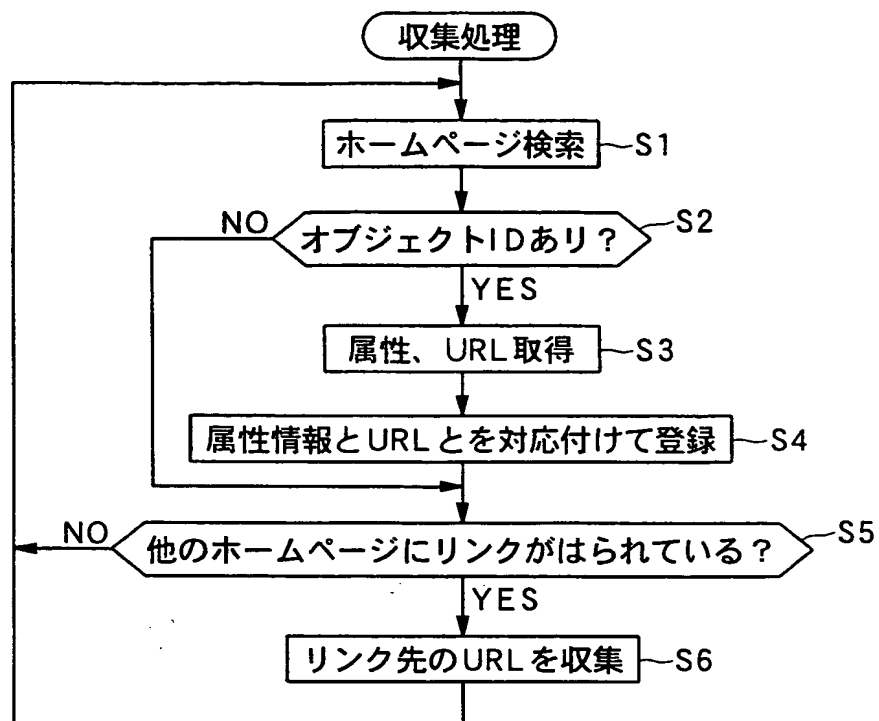 収集処理
ホームページ検索 S1
NO オブジェクトIDあり? S2
YES
属性、URL取得 S3
属性情報とURLとを対応付けて登録 S4
NO 他のホームページにリンクがはられている? S5
YES
リンク先のURLを収集 S6